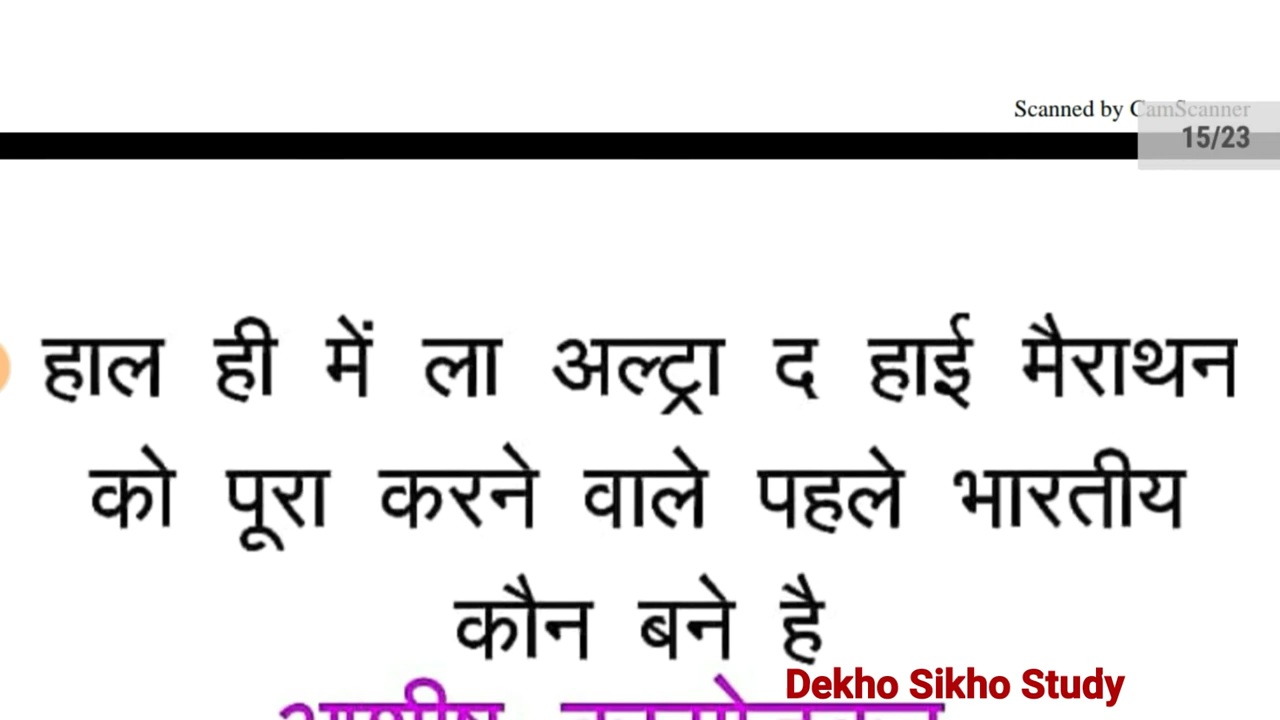 Scanned by CamScanner
15/23
हाल ही में ला अल्ट्रा द हाई मैराथन
को पूरा करने वाले पहले भारतीय
कौन बने है
Dekho Sikho Study